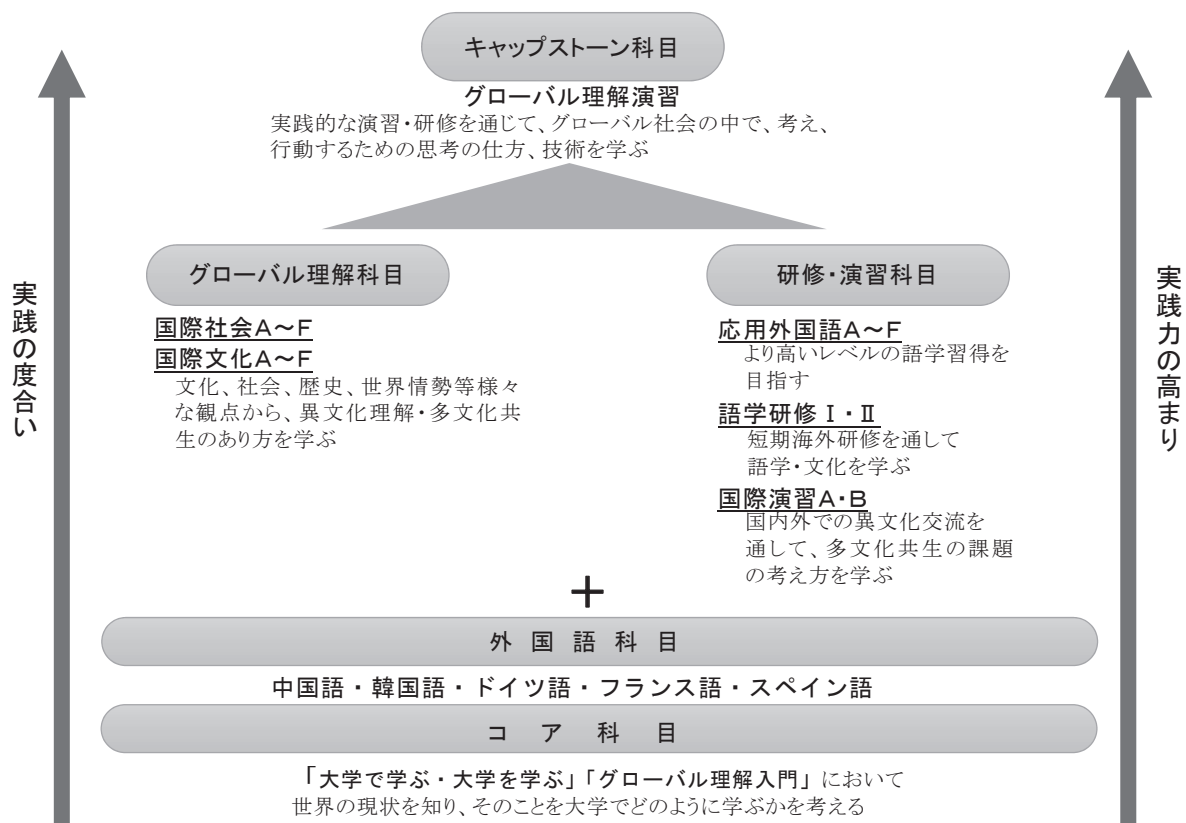 キャップストーン科目
グローバル理解演習
実践的な演習・研修を通じて、グローバル社会の中で、考え、
行動するための思考の仕方、技術を学ぶ
実践の度合い
グローバル理解科目
国際社会A～F
国際文化A～F
文化、社会、歴史、世界情勢等様々
な観点から、異文化理解・多文化共
生のあり方を学ぶ
研修・演習科目
応用外国語A～F
より高いレベルの語学習得を
目指す
語学研修Ⅰ・Ⅱ
短期海外研修を通して
語学・文化を学ぶ
国際演習A・B
国内外での異文化交流を
通して、多文化共生の課題
の考え方を学ぶ
実践力の高まり
＋
外国語科目
中国語・韓国語・ドイツ語・フランス語・スペイン語
コア科目
「大学で学ぶ・大学を学ぶ」「グローバル理解入門」において
世界の現状を知り、そのことを大学でどのように学ぶかを考える